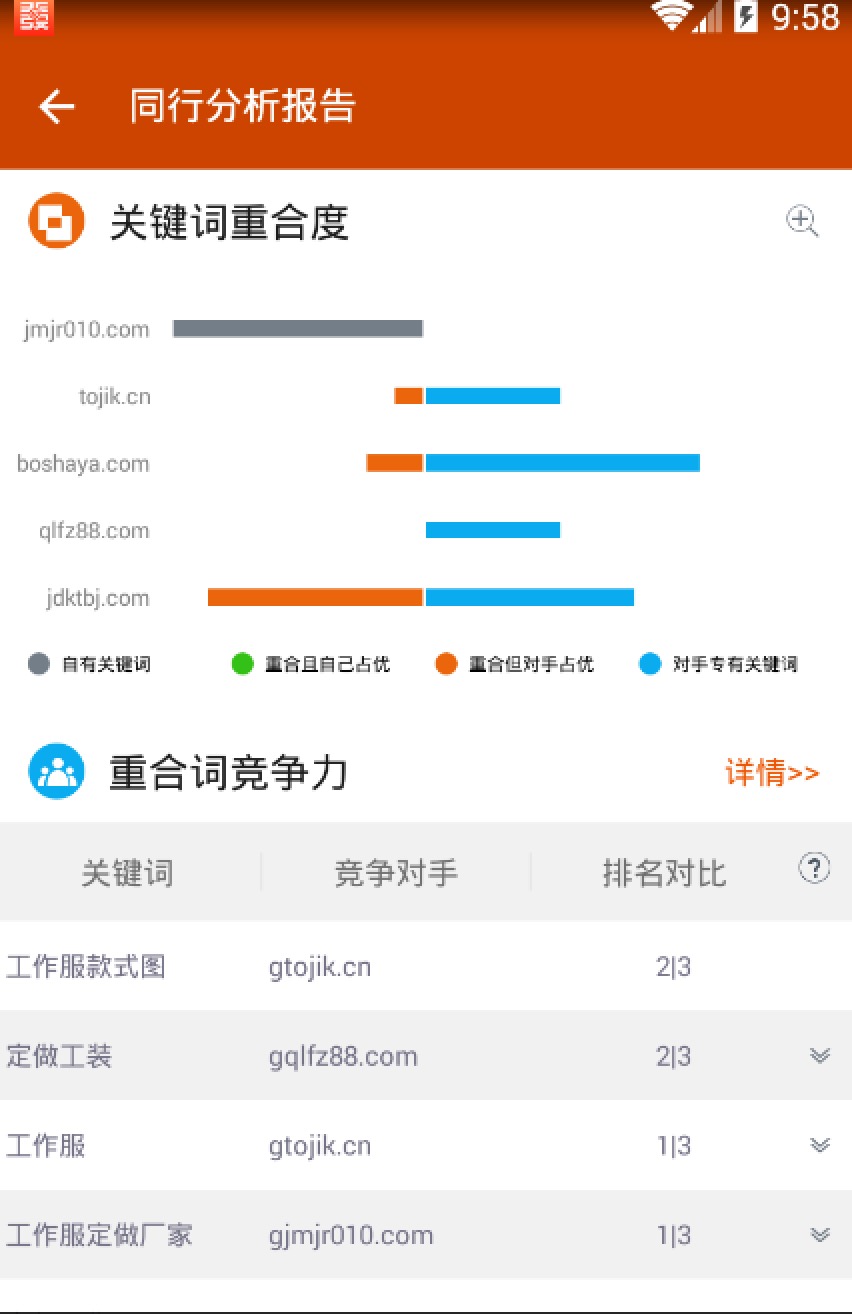 9:58
同行分析报告
关键词重合度
jmjr010.com
tojik.cn
boshaya.com
qlfz88.com
jdktbj.com
自有关键词 重合且自己占优 重合但对手占优 对手专有关键词
重合词竞争力 详情>>
关键词 竞争对手 排名对比 ?
工作服款式图 gtojik.cn 2|3
定做工装 gqlfz88.com 2|3
工作服 gtojik.cn 1|3
工作服定做厂家 gjmjr010.com 1|3